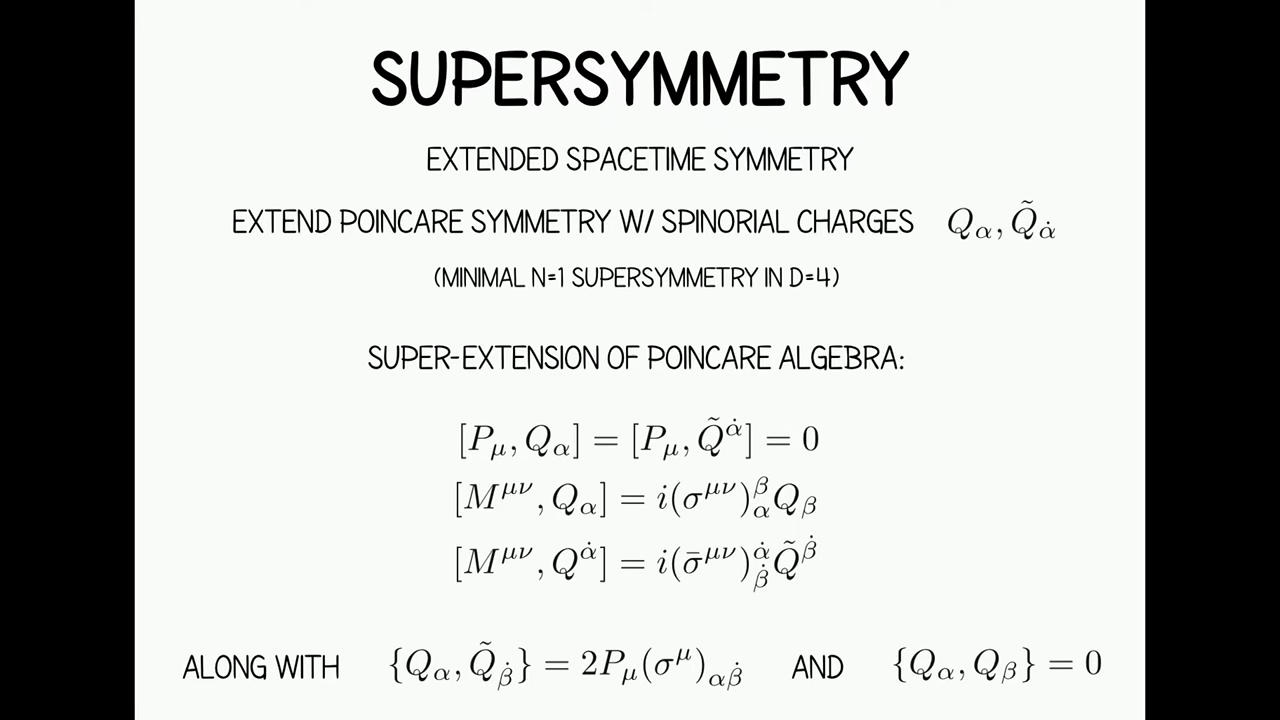 SUPERSYMMETRY
EXTENDED SPACETIME SYMMETRY
EXTEND POINCARE SYMMETRY W/ SPINORIAL CHARGES $Q_{\alpha}, \tilde{Q}_{\dot{\alpha}}$
(MINIMAL N=1 SUPERSYMMETRY IN D=4)
SUPER-EXTENSION OF POINCARE ALGEBRA:
$[P_{\mu}, Q_{\alpha}] = [P_{\mu}, \tilde{Q}^{\dot{\alpha}}] = 0$
$[M^{\mu\nu}, Q_{\alpha}] = i(\sigma^{\mu\nu})_{\alpha}^{\beta} Q_{\beta}$
$[M^{\mu\nu}, Q^{\dot{\alpha}}] = i(\bar{\sigma}^{\mu\nu})_{\dot{\beta}}^{\dot{\alpha}} \tilde{Q}^{\dot{\beta}}$
ALONG WITH $\{Q_{\alpha}, \tilde{Q}_{\dot{\beta}}\} = 2P_{\mu}(\sigma^{\mu})_{\alpha\dot{\beta}}$ AND $\{Q_{\alpha}, Q_{\beta}\} = 0$